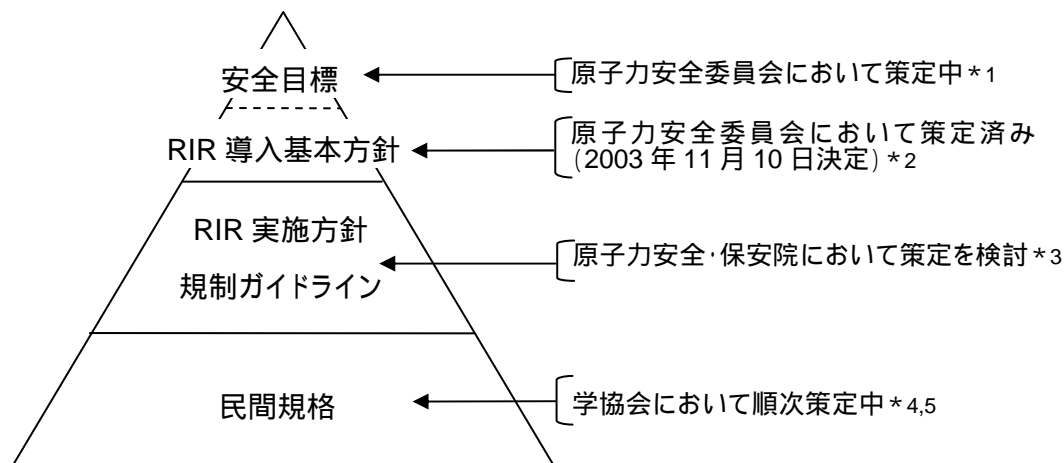 安全目標
原子力安全委員会において策定中*1
RIR 導入基本方針
原子力安全委員会において策定済み
(2003 年 11 月 10 日決定) *2
RIR 実施方針
規制ガイドライン
原子力安全・保安院において策定を検討*3
民間規格
学協会において順次策定中*4,5